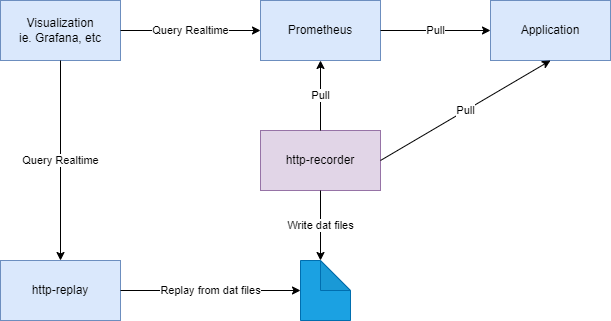 Visualization
ie. Grafana, etc
Query Realtime
Prometheus
Pull
Application
Pull
Pull
Query Realtime
http-recorder
Write dat files
http-replay
Replay from dat files